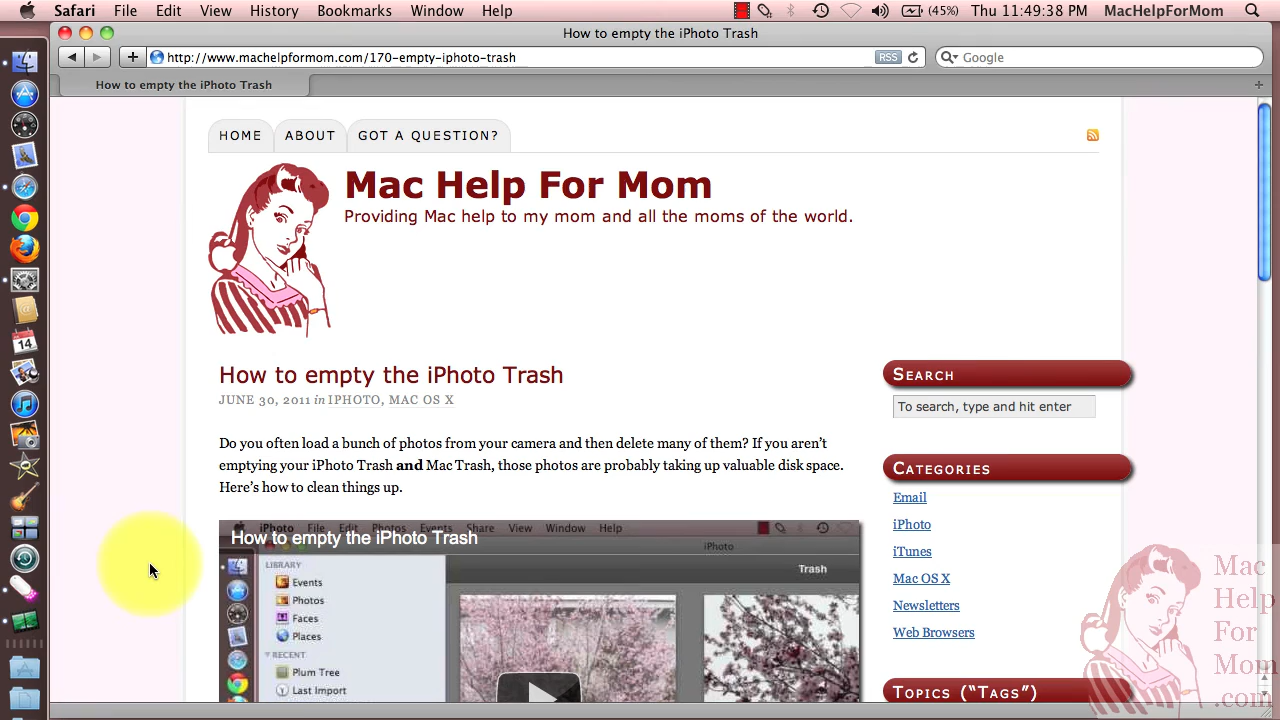 Safari File Edit View History Bookmarks Window Help (45%) Thu 11:49:38 PM MacHelpForMom
How to empty the iPhoto Trash
http://www.machelpformom.com/170-empty-iphoto-trash RSS Google
How to empty the iPhoto Trash
HOME ABOUT GOT A QUESTION?
Mac Help For Mom
Providing Mac help to my mom and all the moms of the world.
How to empty the iPhoto Trash
JUNE 30, 2011 in IPHOTO, MAC OS X
Do you often load a bunch of photos from your camera and then delete many of them? If you aren't
emptying your iPhoto Trash and Mac Trash, those photos are probably taking up valuable disk space.
Here's how to clean things up.
iPhoto File Edit Photos Events Share View Window Help
How to empty the iPhoto Trash
iPhoto
Trash
LIBRARY
Events
Photos
Faces
Places
RECENT
Plum Tree
Last Import
SEARCH
To search, type and hit enter
CATEGORIES
Email
iPhoto
iTunes
Mac OS X
Newsletters
Web Browsers
TOPICS ("TAGS")
14
Mac
Help
For
Mom
.com